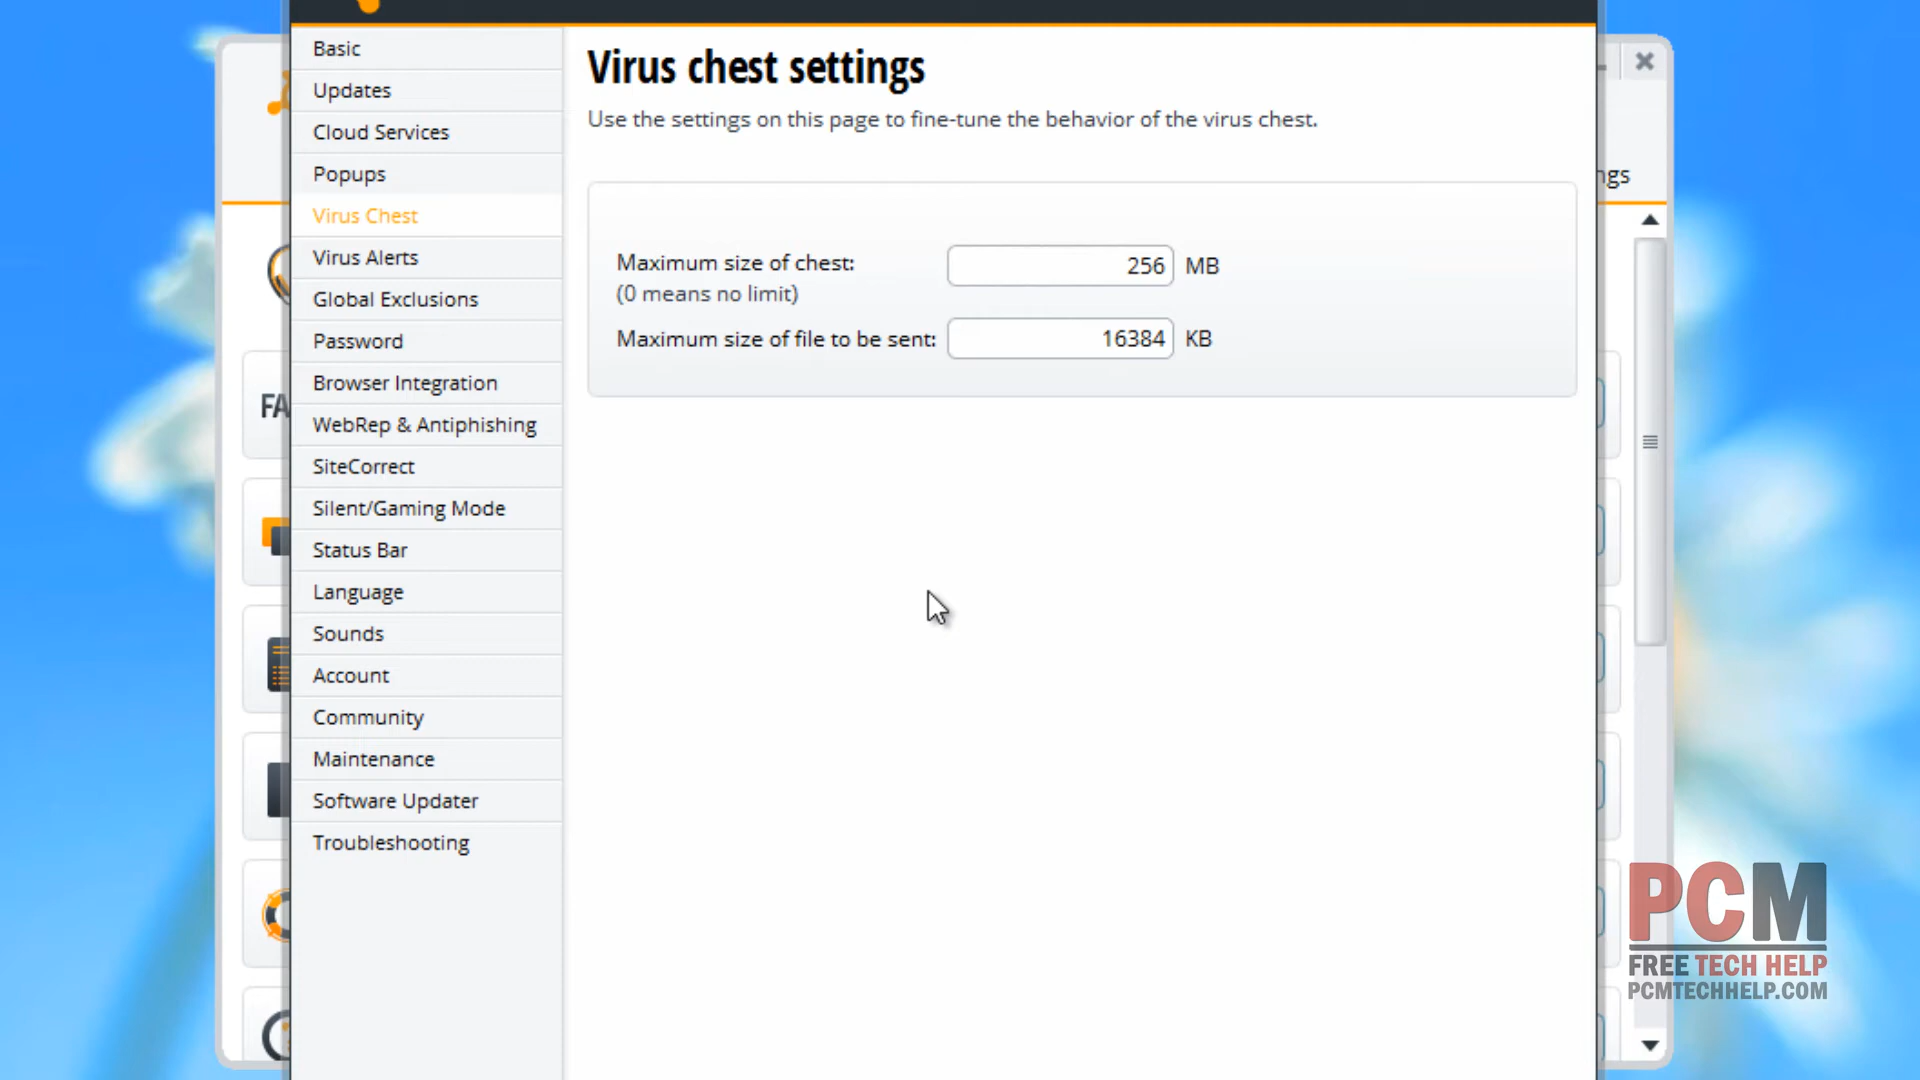 Basic
Updates
Cloud Services
Popups
Virus Chest
Virus Alerts
Global Exclusions
Password
Browser Integration
WebRep & Antiphishing
SiteCorrect
Silent/Gaming Mode
Status Bar
Language
Sounds
Account
Community
Maintenance
Software Updater
Troubleshooting
Virus chest settings
Use the settings on this page to fine-tune the behavior of the virus chest.
Maximum size of chest: 256 MB
(0 means no limit)
Maximum size of file to be sent: 16384 KB
ngs
FA
PCM
FREE TECH HELP
PCMTECHHELP.COM